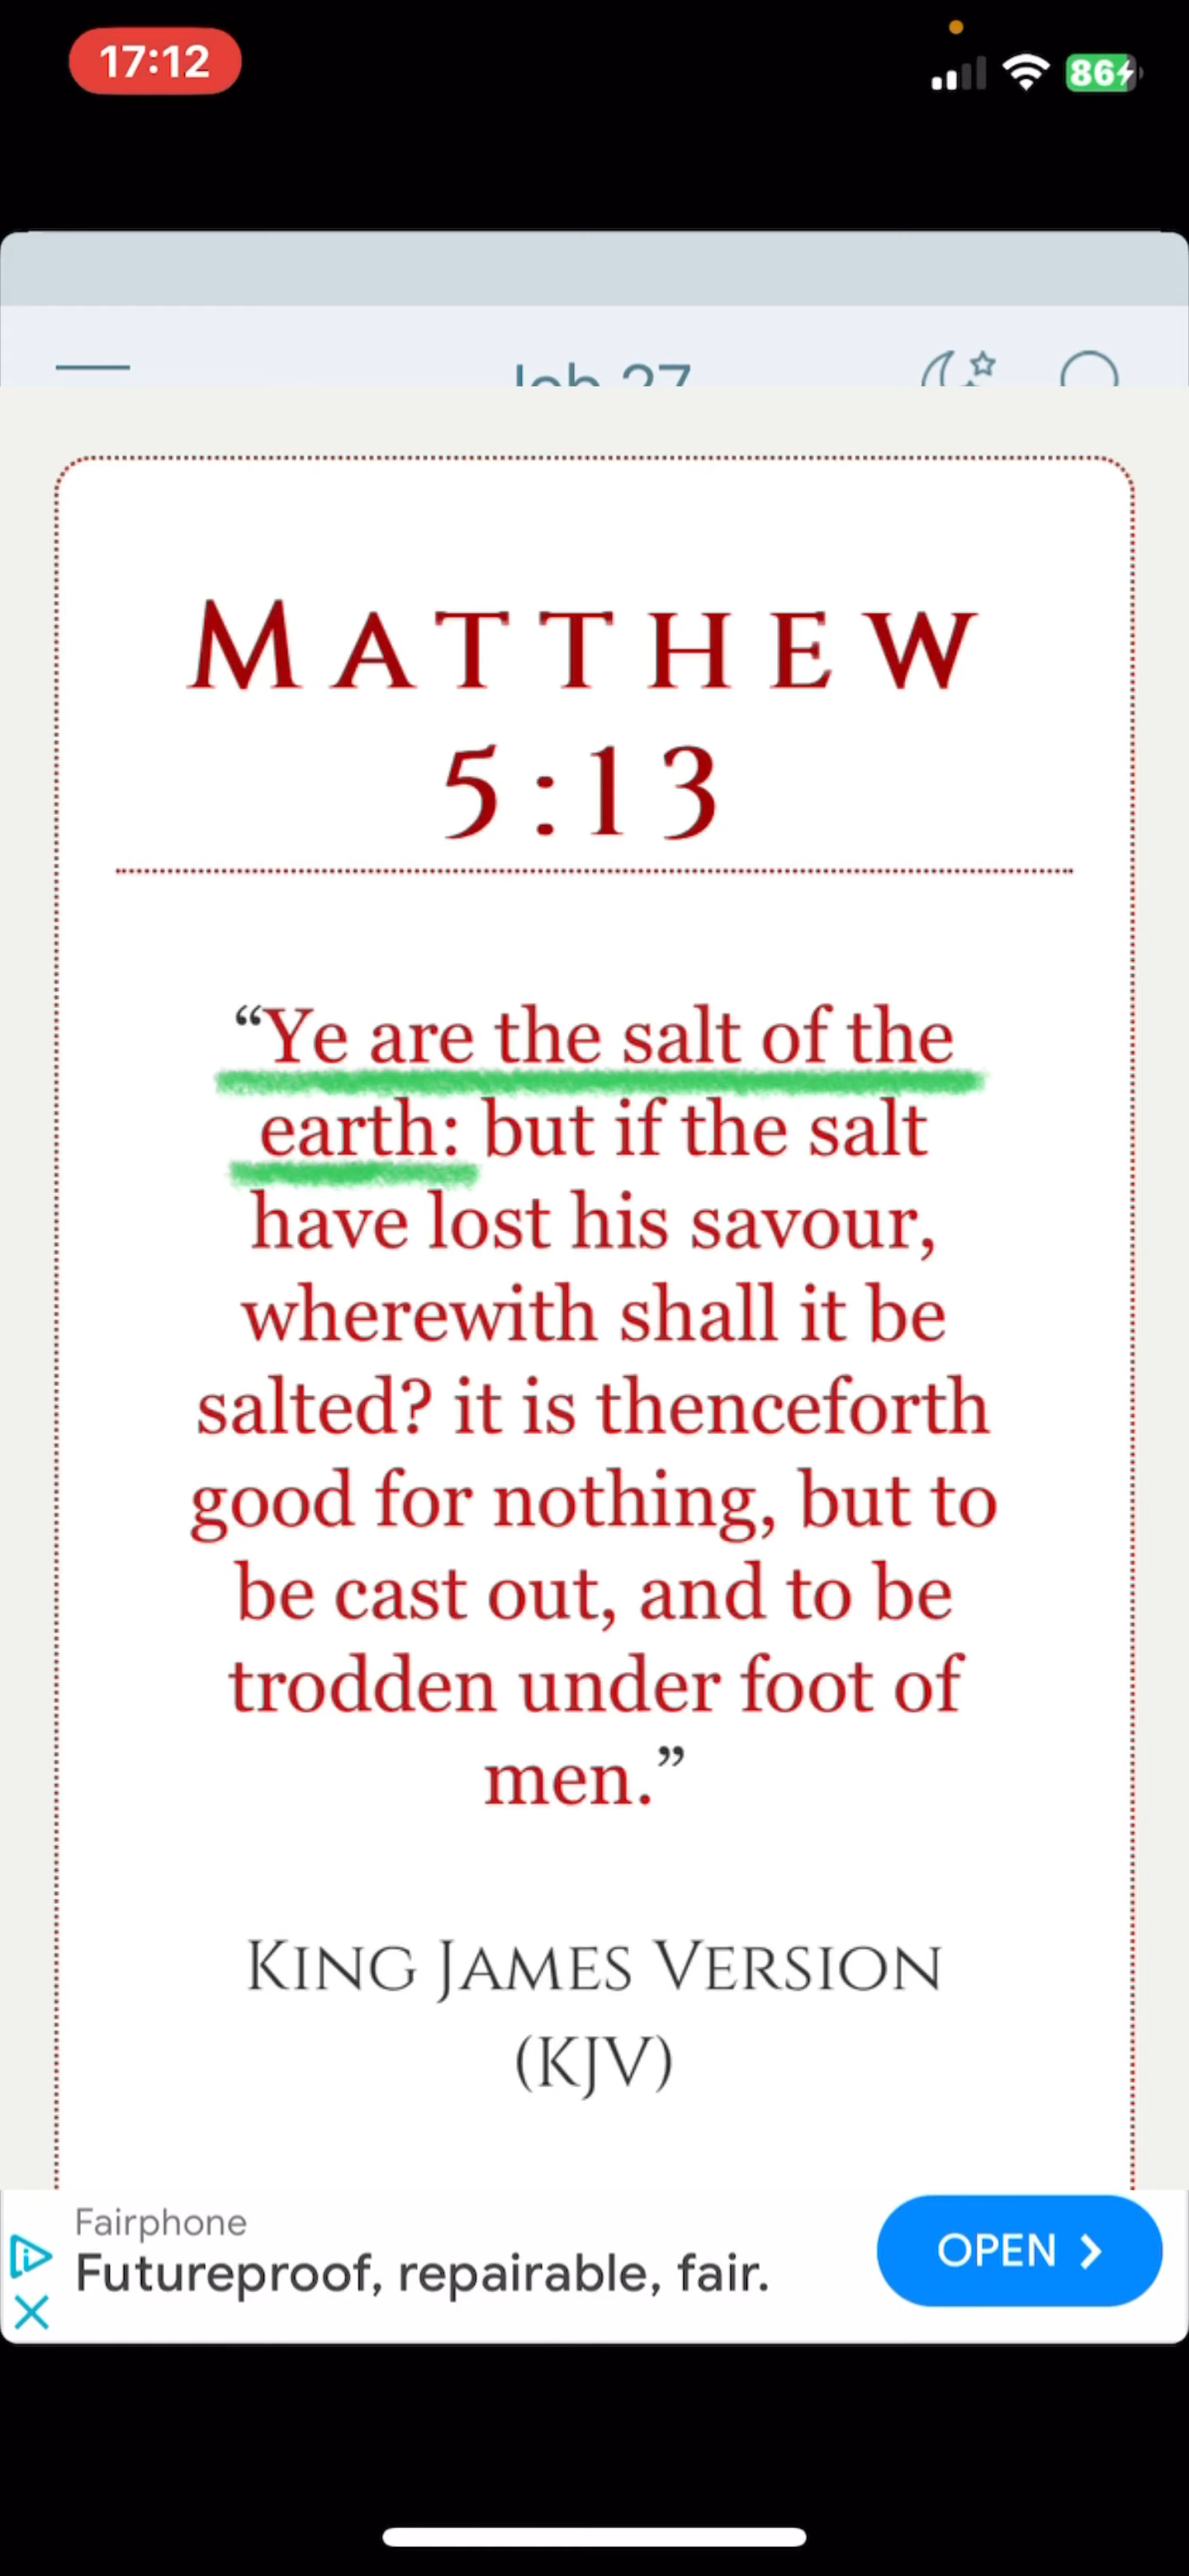 17:12
86
Job 27
MATTHEW
5:13
“Ye are the salt of the
earth: but if the salt
have lost his savour,
wherewith shall it be
salted? it is thenceforth
good for nothing, but to
be cast out, and to be
trodden under foot of
men.”
KING JAMES VERSION
(KJV)
Fairphone
Futureproof, repairable, fair.
OPEN